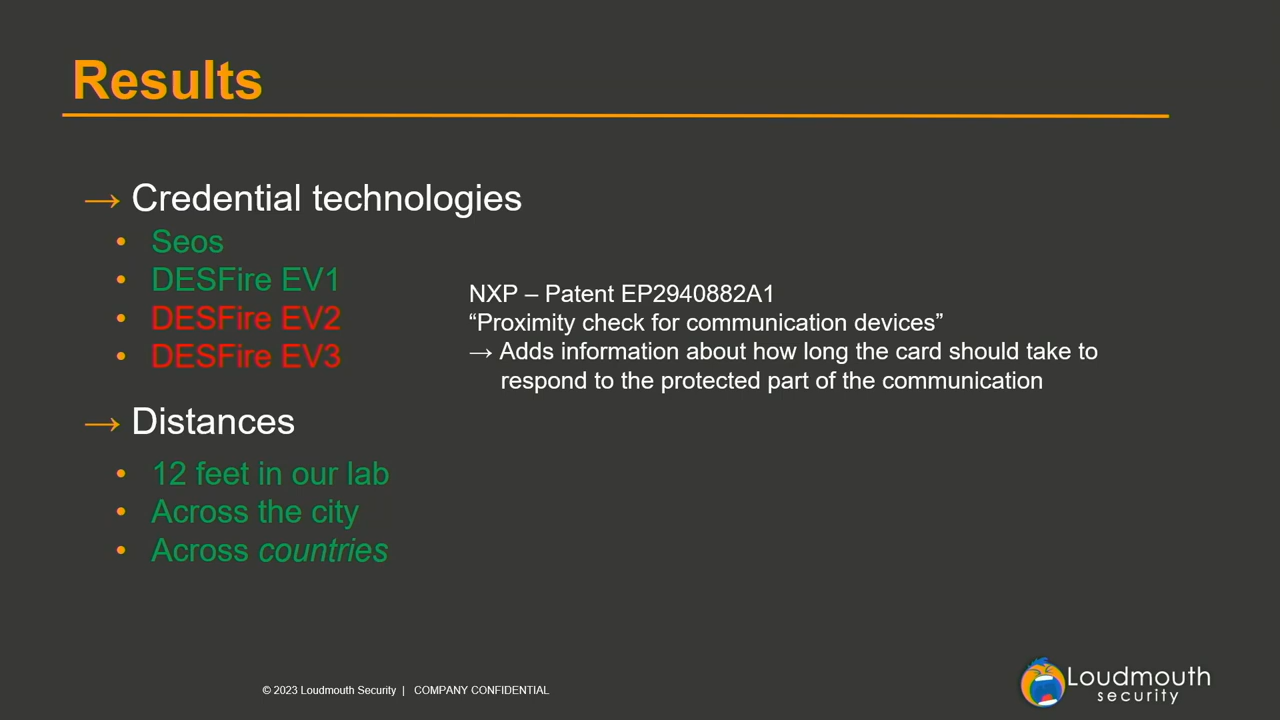 Results
→ Credential technologies
• Seos
• DESFire EV1
• DESFire EV2
• DESFire EV3
NXP – Patent EP2940882A1
“Proximity check for communication devices”
→ Adds information about how long the card should take to
respond to the protected part of the communication
→ Distances
• 12 feet in our lab
• Across the city
• Across countries
© 2023 Loudmouth Security | COMPANY CONFIDENTIAL
Loudmouth
security